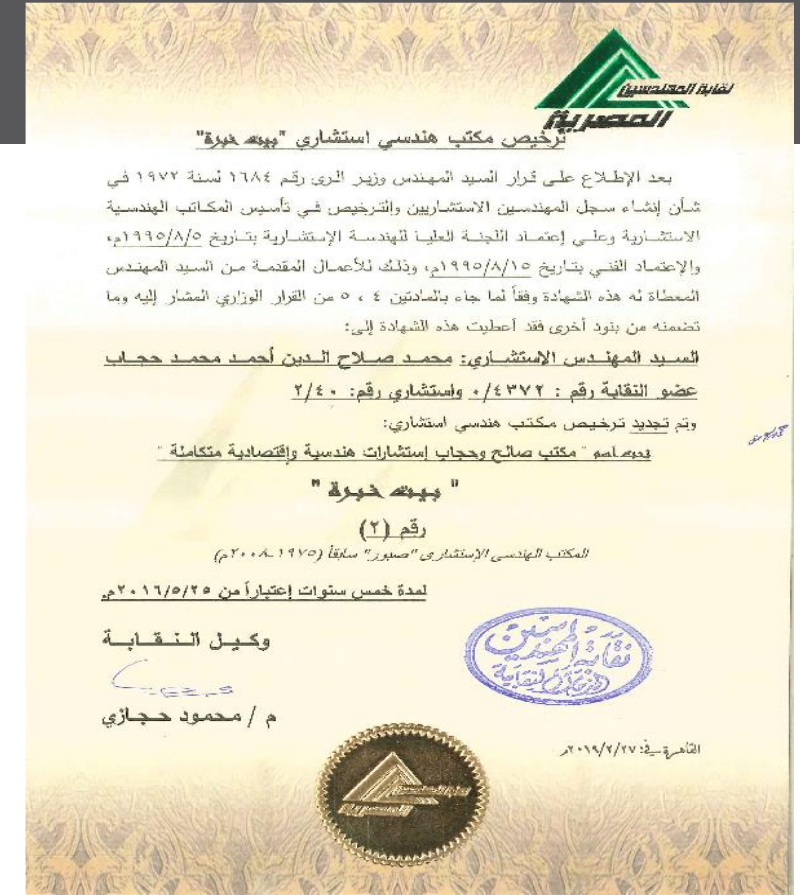 نقابة المهندسين
المصرية
ترخيص مكتب هندسي استشاري "بيت خبرة"
بعد الإطلاع على قرار السيد المهندس وزير الرى رقم ١٦٨٤ لسنة ١٩٧٢ في
شأن إنشاء سجل المهندسين الاستشاريين والترخيص في تأسيس المكاتب الهندسية
الاستشارية وعلي إعتماد اللجنة العليا للهندسة الإستشارية بتاريخ ١٩٩٥/٨/٥م،
والإعتماد الفني بتاريخ ١٩٩٥/٨/١٥م، وذلك للأعمال المقدمة من السيد المهندس
المعطاة له هذه الشهادة وفقاً لما جاء بالمادتين ٤ ، ٥ من القرار الوزاري المشار إليه وما
تضمنه من بنود أخرى فقد أعطيت هذه الشهادة إلى:
السيد المهندس الاستشاري: محمد صلاح الدين أحمد محمد حجاب
عضو النقابة رقم : ٠/٤٣٧٢ واستشاري رقم: ٢/٤٠
وتم تجديد ترخيص مكتب هندسي استشاري:
تحت اسم " مكتب صالح وحجاب إستشارات هندسية وإقتصادية متكاملة "
" بيت خبرة "
رقم (٢)
المكتب الهندسي الإستشارى "صبور" سابقاً (١٩٧٥-٢٠٠٨م)
لمدة خمس سنوات إعتباراً من ٢٠١٦/٥/٢٥م.
وكيل النقابة
نقابة المهندسين
م / محمود حجازي
القاهرة في: ٢٠١٩/٢/٢٧م